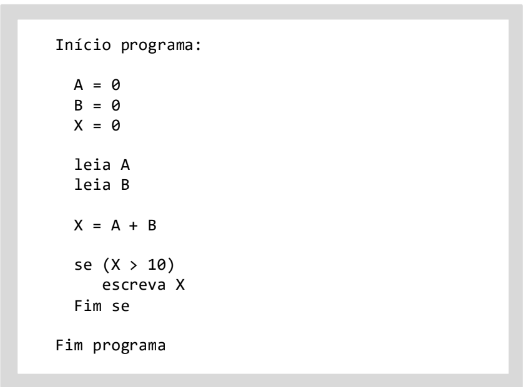 Início programa:
A = 0
B = 0
X = 0
leia A
leia B
X = A + B
se (X > 10)
escreva X
Fim se
Fim programa